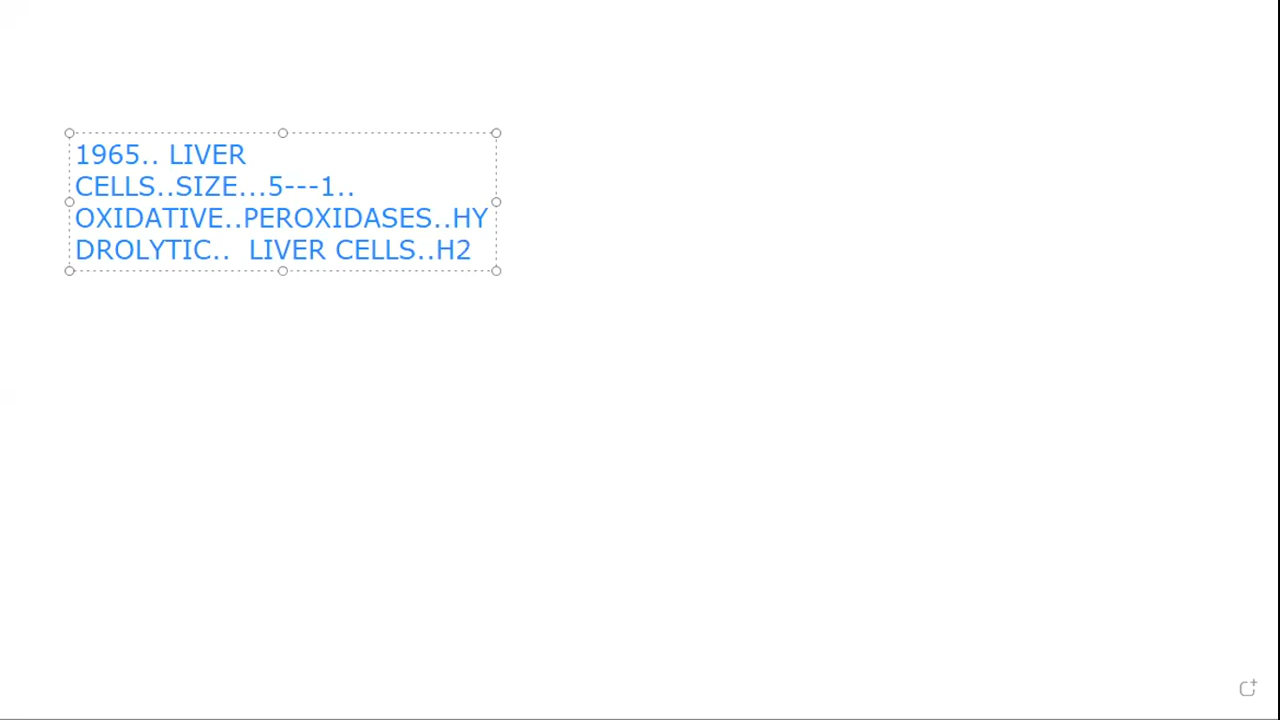 1965.. LIVER
CELLS..SIZE...5---1..
OXIDATIVE..PEROXIDASES..HY
DROLYTIC..  LIVER CELLS..H2